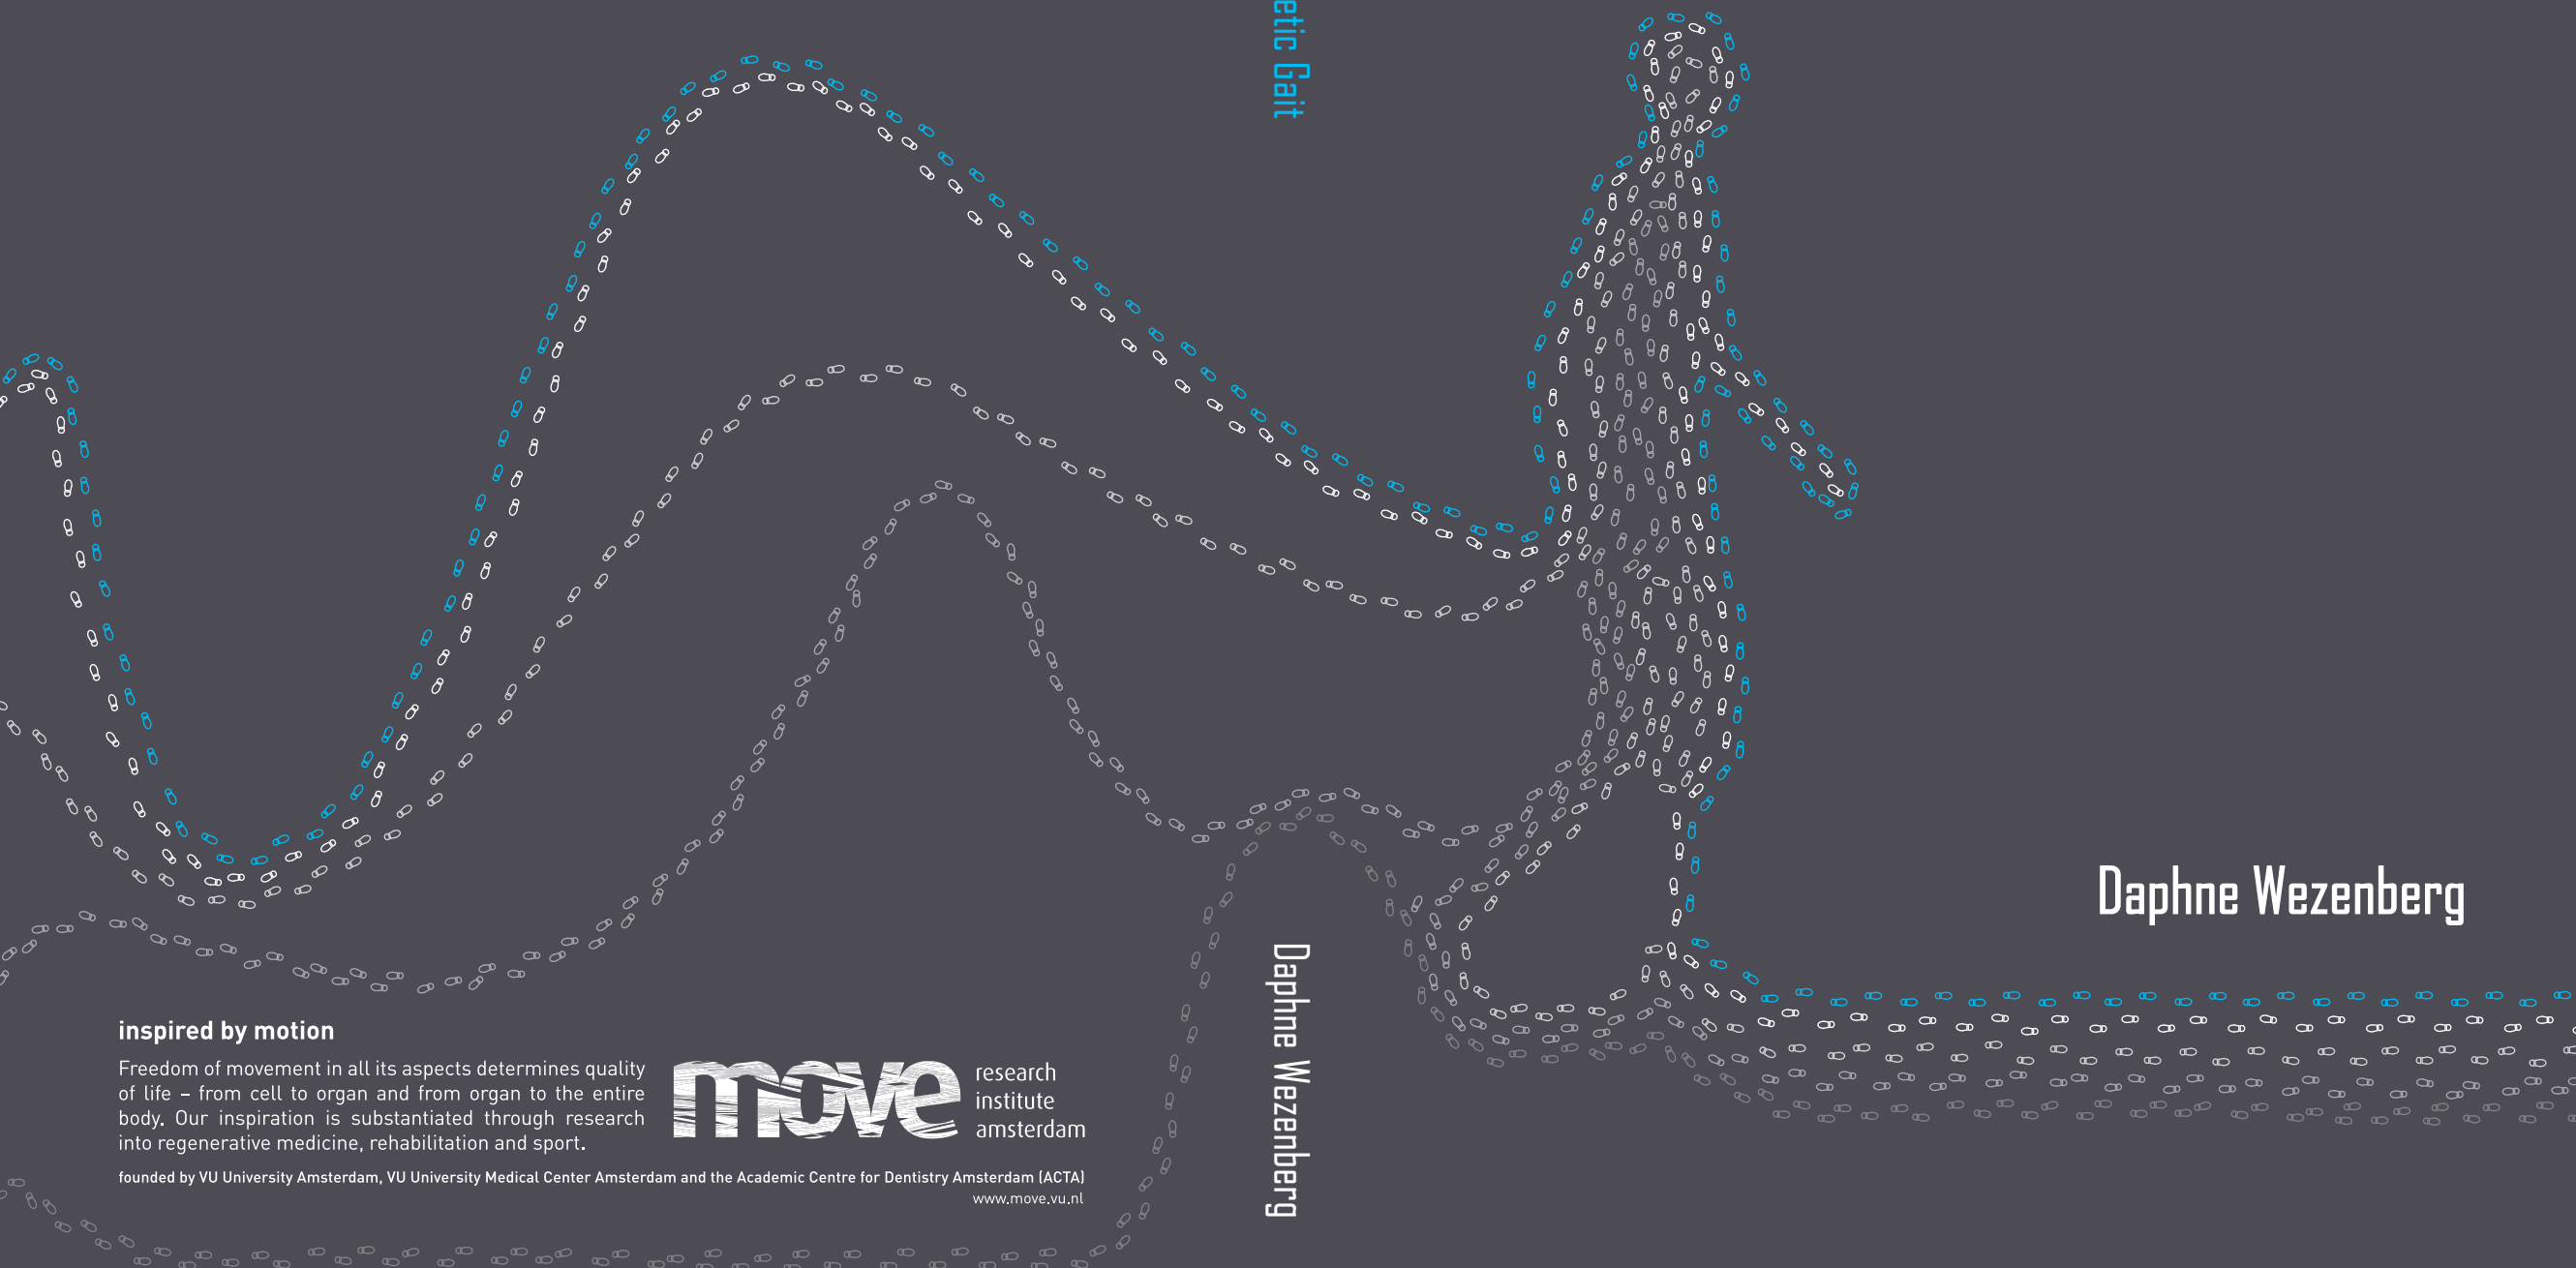 inspired by motion
Freedom of movement in all its aspects determines quality
of life – from cell to organ and from organ to the entire
body. Our inspiration is substantiated through research
into regenerative medicine, rehabilitation and sport.
move
research
institute
amsterdam
founded by VU University Amsterdam, VU University Medical Center Amsterdam and the Academic Centre for Dentistry Amsterdam (ACTA)
www.move.vu.nl
etic Gait
Daphne Wezenberg
Daphne Wezenberg